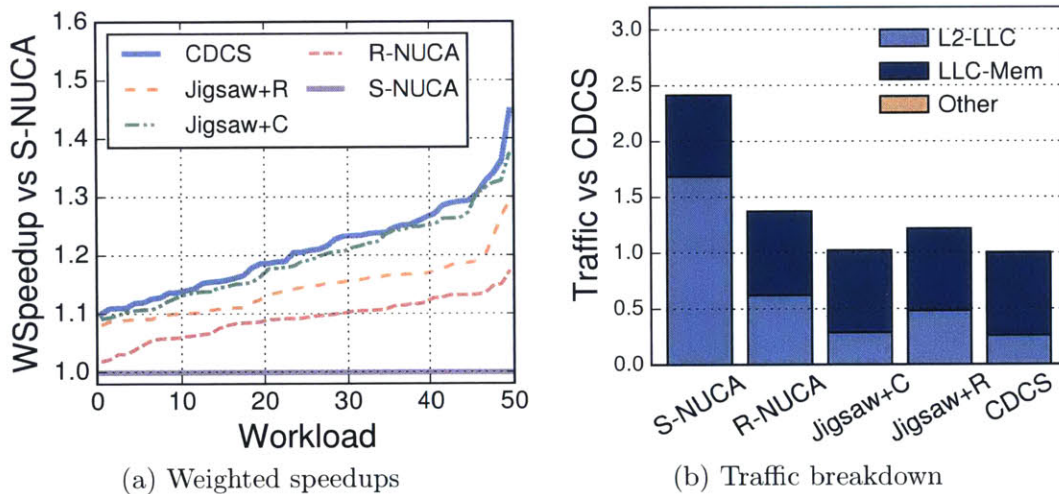 WSpeedup vs S-NUCA
1.6
1.5
1.4
1.3
1.2
1.1
1.0
CDCS
Jigsaw+R
Jigsaw+C
R-NUCA
S-NUCA
0 10 20 30 40 50
Workload
(a) Weighted speedups
Traffic vs CDCS
3.0
2.5
2.0
1.5
1.0
0.5
0.0
L2-LLC
LLC-Mem
Other
S-NUCA
R-NUCA
Jigsaw+C
Jigsaw+R
CDCS
(b) Traffic breakdown